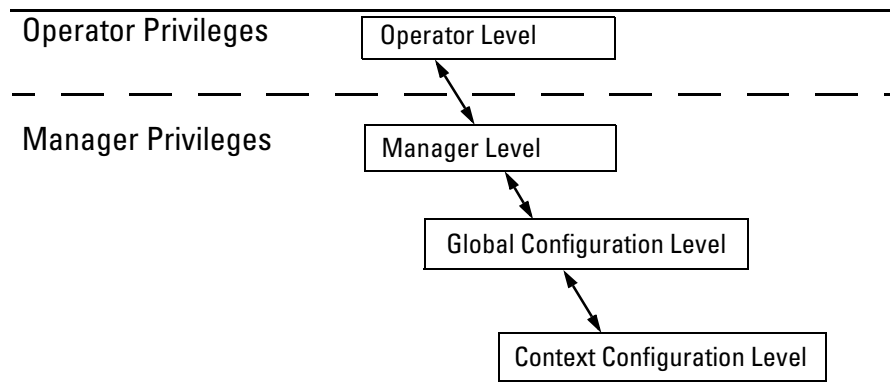 Operator Privileges
Operator Level
Manager Privileges
Manager Level
Global Configuration Level
Context Configuration Level